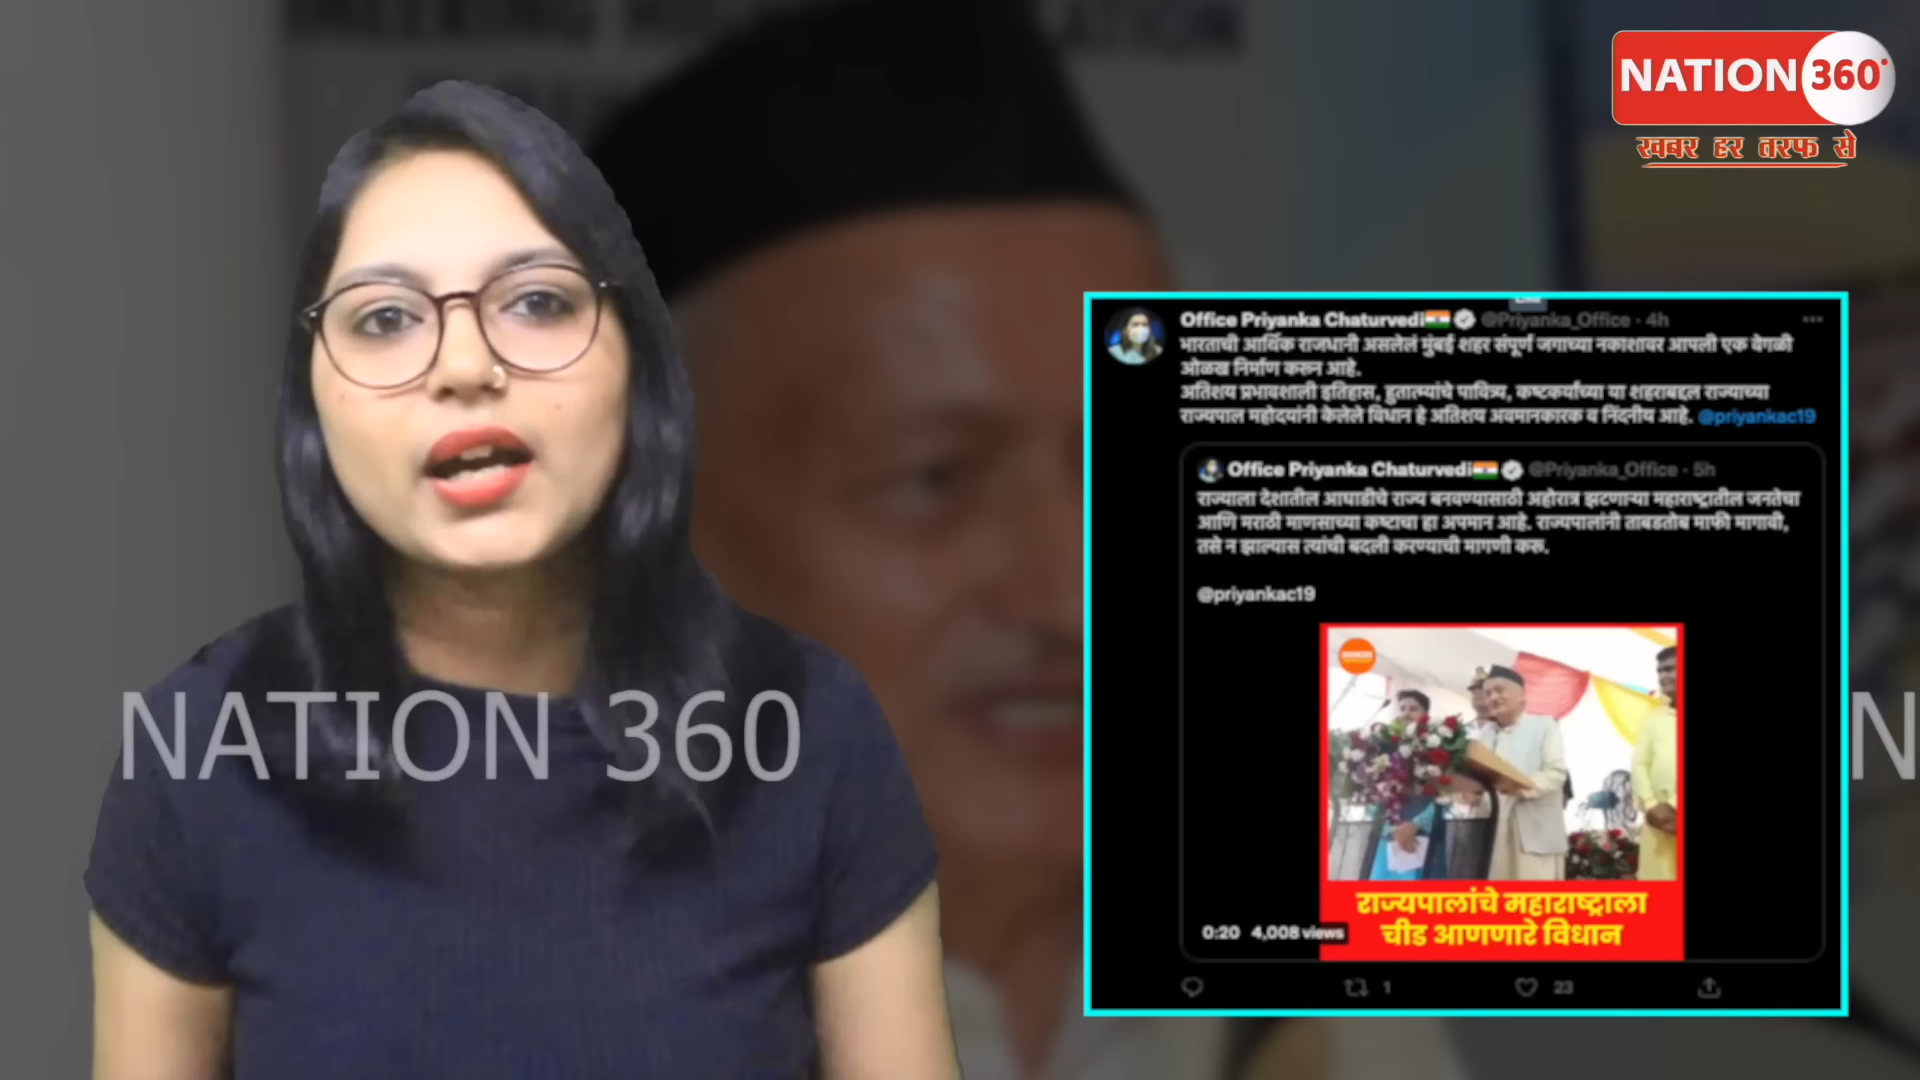 NATION 360°
खबर हर तरफ से
Office Priyanka Chaturvedi @Priyanka_Office · 4h
भारताची आर्थिक राजधानी असलेलं मुंबई शहर संपूर्ण जगाच्या नकाशावर आपली एक वेगळी
ओळख निर्माण करून आहे.
अतिशय प्रभावशाली इतिहास, हुतात्म्यांचे पावित्र्य, कष्टकर्यांच्या या शहराबद्दल राज्याच्या
राज्यपाल महोदयांनी केलेले विधान हे अतिशय अवमानकारक व निंदनीय आहे. @priyankac19
Office Priyanka Chaturvedi @Priyanka_Office · 5h
राज्याला देशातील आघाडीचे राज्य बनवण्यासाठी अहोरात्र झटणाऱ्या महाराष्ट्रातील जनतेचा
आणि मराठी माणसाच्या कष्टाचा हा अपमान आहे. राज्यपालांनी ताबडतोब माफी मागावी,
तसे न झाल्यास त्यांची बदली करण्याची मागणी करू.
@priyankac19
राज्यपालांचे महाराष्ट्राला
चीड आणणारे विधान
0:20 4,008 views
1 23
NATION 360
N